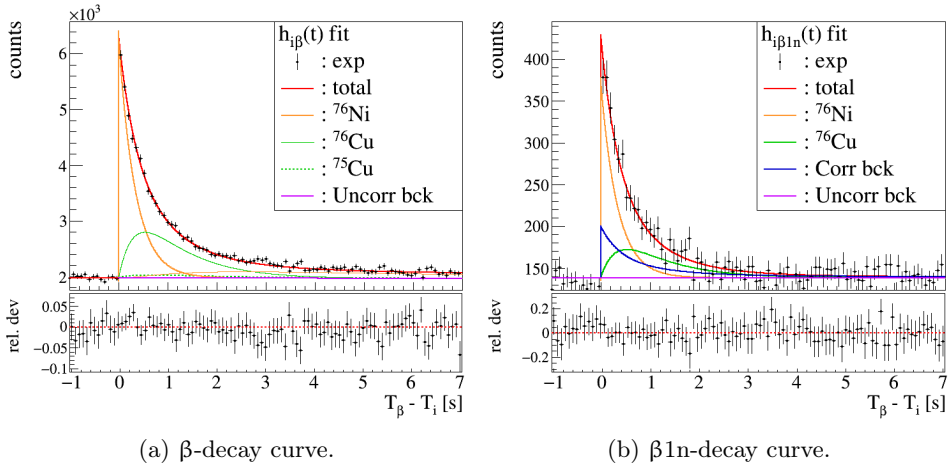 ×10³
counts
6
5
4
3
2
h_iβ(t) fit
: exp
: total
: ⁷⁶Ni
: ⁷⁶Cu
: ⁷⁵Cu
: Uncorr bck
rel. dev
0.05
0
−0.05
−0.1
−1 0 1 2 3 4 5 6 7
T_β - T_i [s]
(a) β-decay curve.
counts
400
350
300
250
200
150
h_iβ1n(t) fit
: exp
: total
: ⁷⁶Ni
: ⁷⁶Cu
: Corr bck
: Uncorr bck
rel. dev
0.2
0
−0.2
−1 0 1 2 3 4 5 6 7
T_β - T_i [s]
(b) β1n-decay curve.